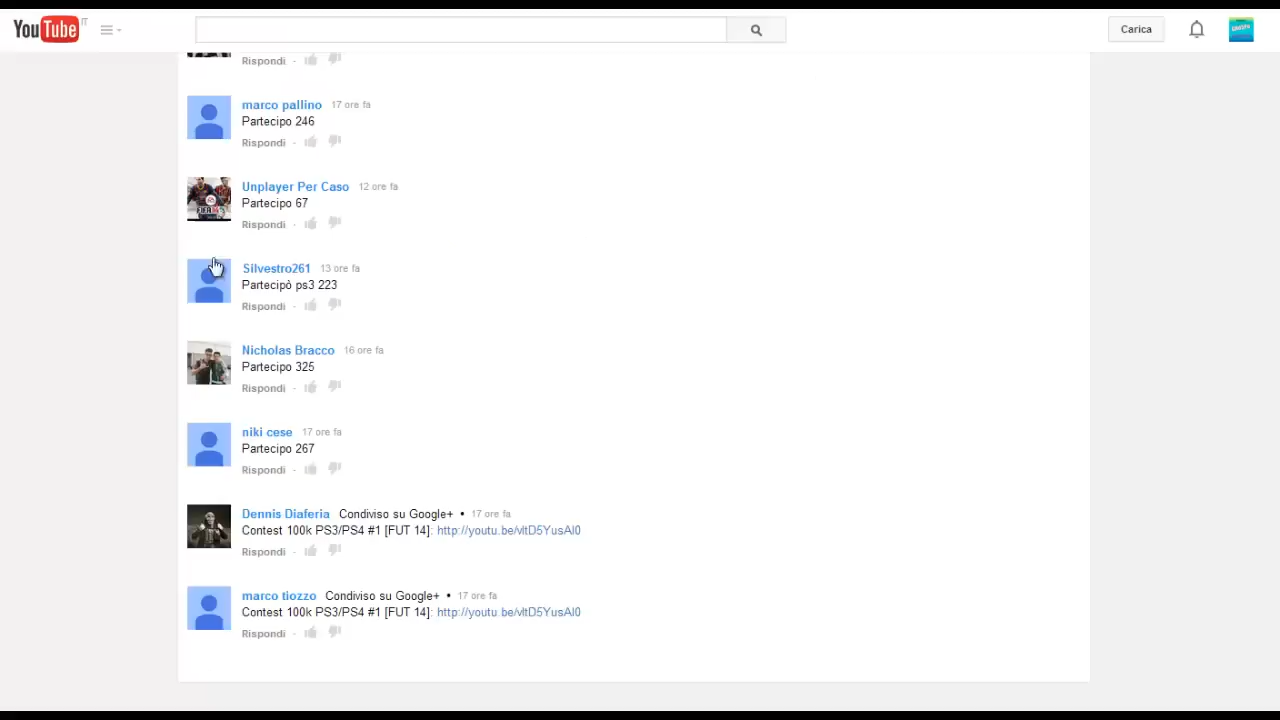 YouTube IT
Carica
Rispondi -
marco pallino 17 ore fa
Partecipo 246
Rispondi -
Unplayer Per Caso 12 ore fa
Partecipo 67
Rispondi -
Silvestro261 13 ore fa
Partecipò ps3 223
Rispondi -
Nicholas Bracco 16 ore fa
Partecipo 325
Rispondi -
niki cese 17 ore fa
Partecipo 267
Rispondi -
Dennis Diaferia Condiviso su Google+ • 17 ore fa
Contest 100k PS3/PS4 #1 [FUT 14]: http://youtu.be/vltD5YusAl0
Rispondi -
marco tiozzo Condiviso su Google+ • 17 ore fa
Contest 100k PS3/PS4 #1 [FUT 14]: http://youtu.be/vltD5YusAl0
Rispondi -